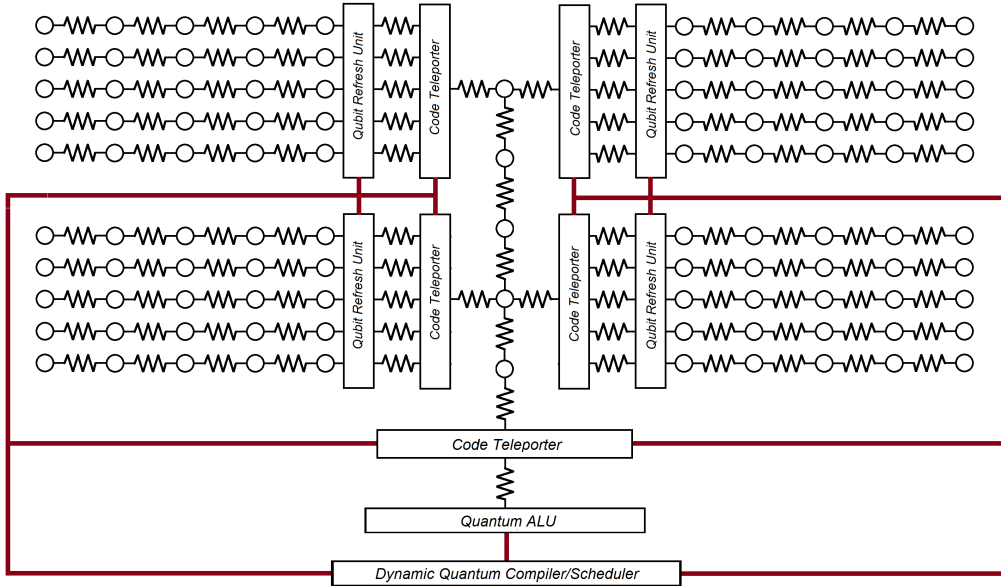 Qubit Refresh Unit
Code Teleporter
Code Teleporter
Qubit Refresh Unit
Qubit Refresh Unit
Code Teleporter
Code Teleporter
Qubit Refresh Unit
Code Teleporter
Quantum ALU
Dynamic Quantum Compiler/Scheduler